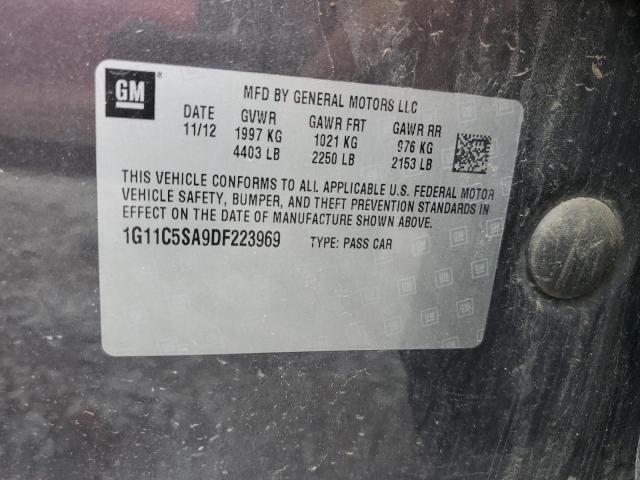 GM ®
MFD BY GENERAL MOTORS LLC
DATE GVWR GAWR FRT GAWR RR
11/12 1997 KG 1021 KG 976 KG
4403 LB 2250 LB 2153 LB
THIS VEHICLE CONFORMS TO ALL APPLICABLE U.S. FEDERAL MOTOR
VEHICLE SAFETY, BUMPER, AND THEFT PREVENTION STANDARDS IN
EFFECT ON THE DATE OF MANUFACTURE SHOWN ABOVE.
1G11C5SA9DF223969 TYPE: PASS CAR